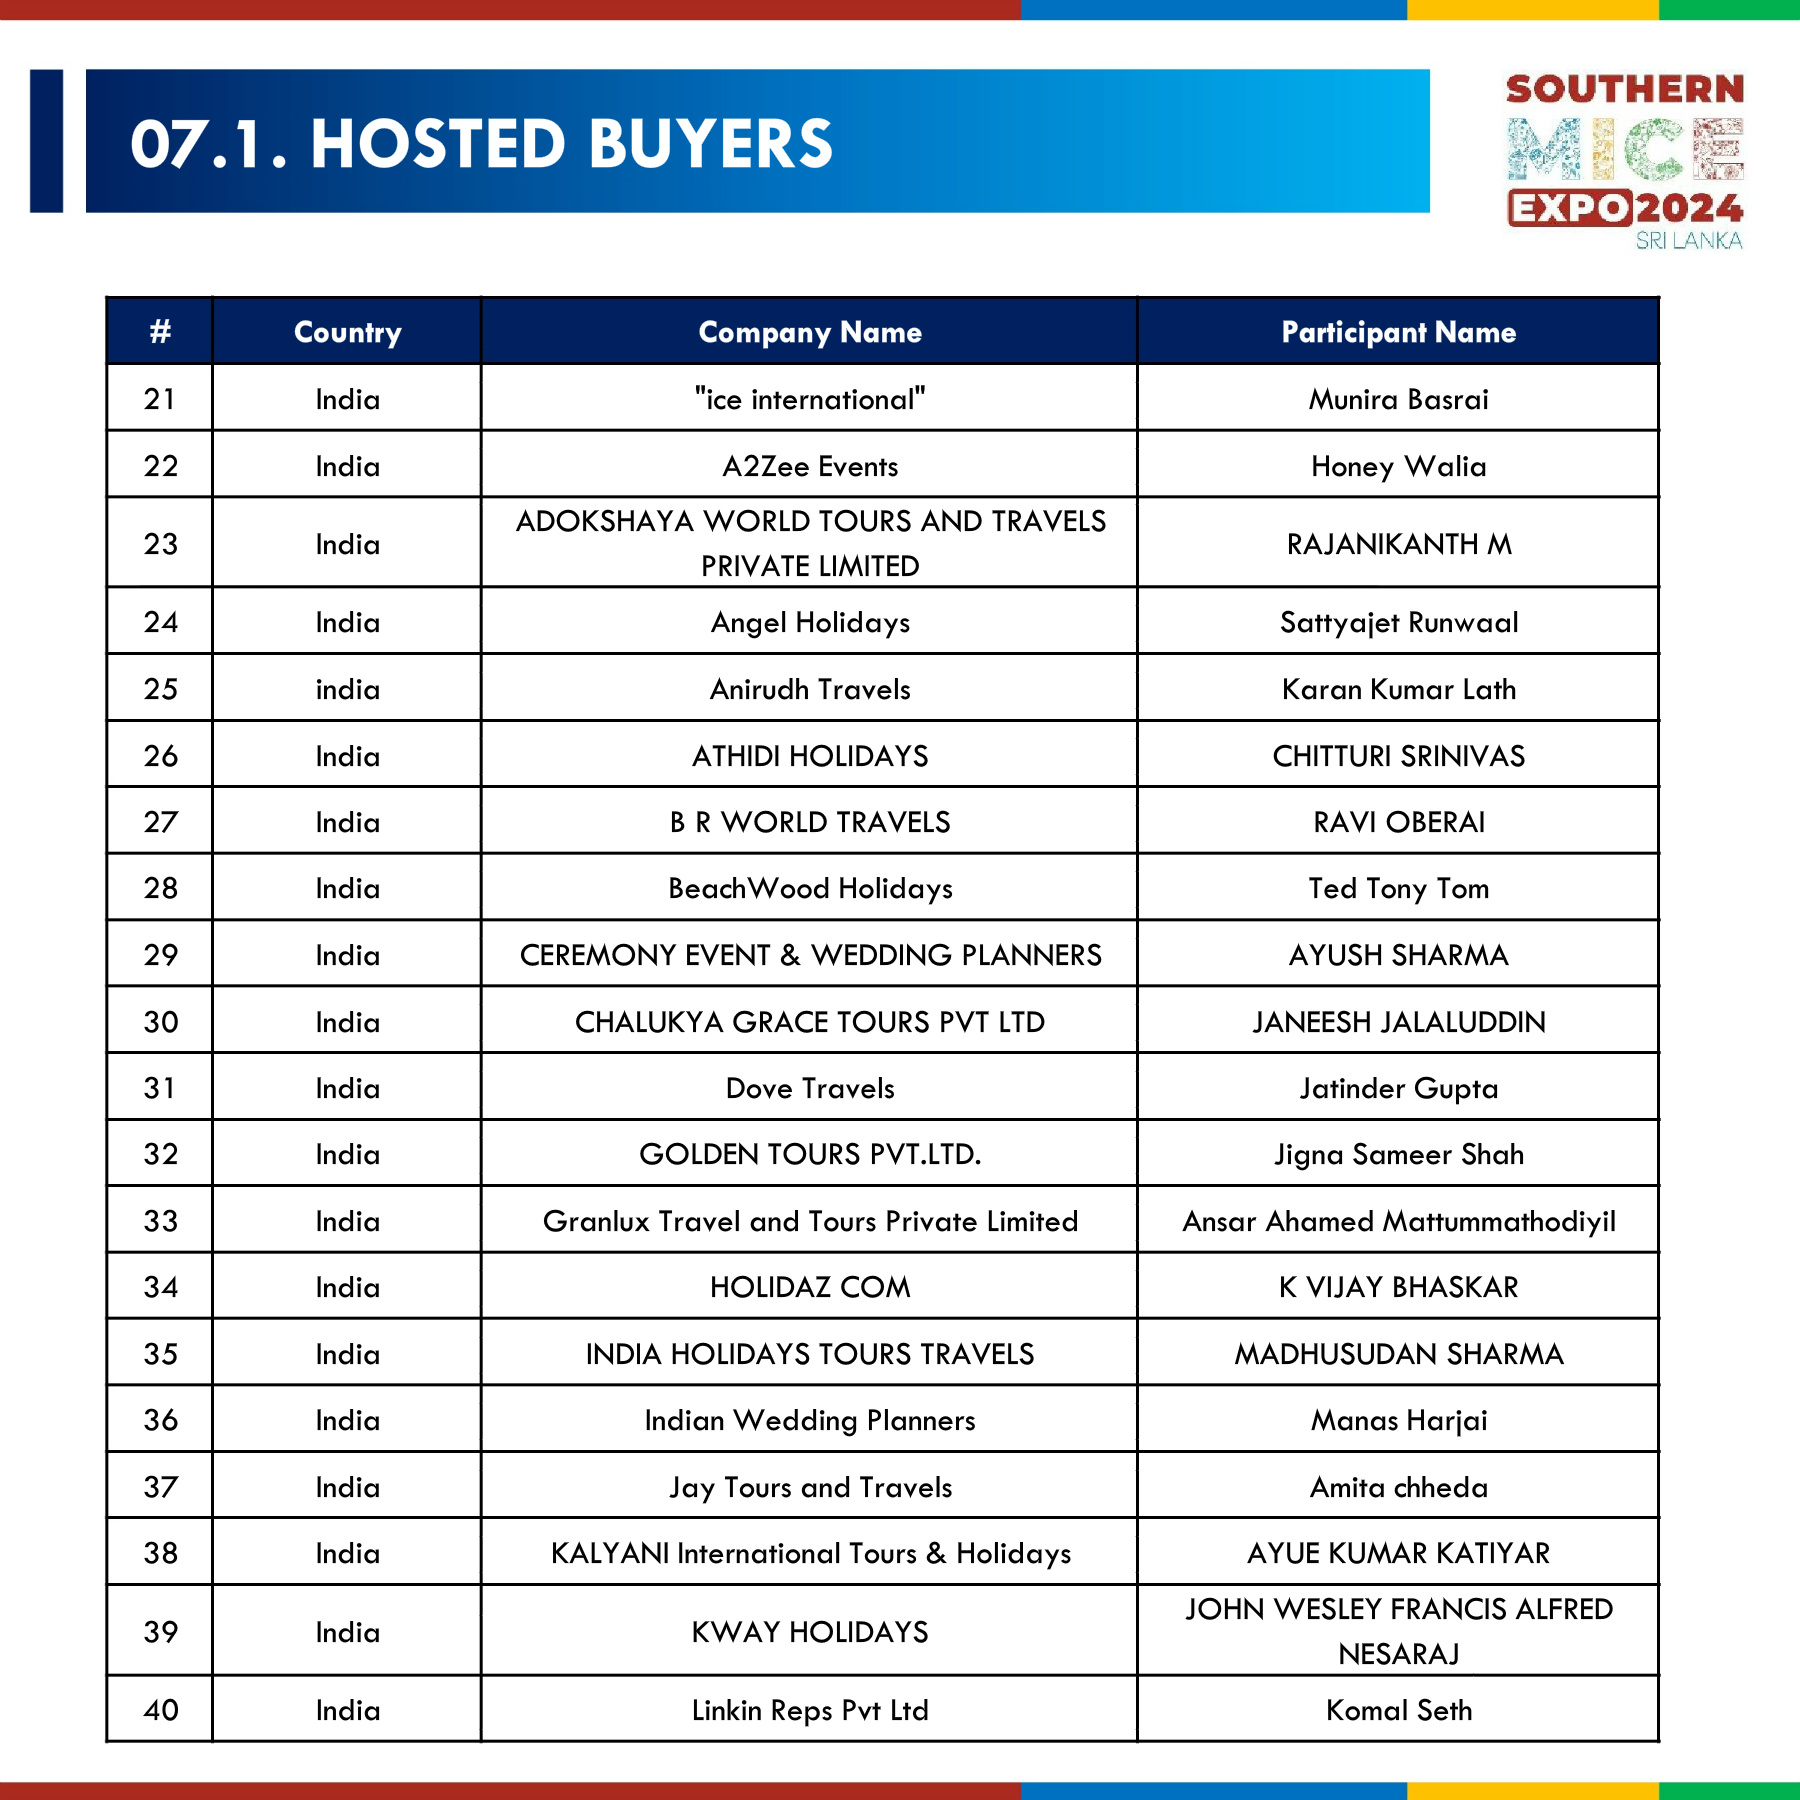 07.1. HOSTED BUYERS
SOUTHERN
MICE
EXPO 2024
SRI LANKA
# Country Company Name Participant Name
21 India "ice international" Munira Basrai
22 India A2Zee Events Honey Walia
23 India ADOKSHAYA WORLD TOURS AND TRAVELS
PRIVATE LIMITED RAJANIKANTH M
24 India Angel Holidays Sattyajet Runwaal
25 india Anirudh Travels Karan Kumar Lath
26 India ATHIDI HOLIDAYS CHITTURI SRINIVAS
27 India B R WORLD TRAVELS RAVI OBERAI
28 India BeachWood Holidays Ted Tony Tom
29 India CEREMONY EVENT & WEDDING PLANNERS AYUSH SHARMA
30 India CHALUKYA GRACE TOURS PVT LTD JANEESH JALALUDDIN
31 India Dove Travels Jatinder Gupta
32 India GOLDEN TOURS PVT.LTD. Jigna Sameer Shah
33 India Granlux Travel and Tours Private Limited Ansar Ahamed Mattummathodiyil
34 India HOLIDAZ COM K VIJAY BHASKAR
35 India INDIA HOLIDAYS TOURS TRAVELS MADHUSUDAN SHARMA
36 India Indian Wedding Planners Manas Harjai
37 India Jay Tours and Travels Amita chheda
38 India KALYANI International Tours & Holidays AYUE KUMAR KATIYAR
39 India KWAY HOLIDAYS JOHN WESLEY FRANCIS ALFRED
NESARAJ
40 India Linkin Reps Pvt Ltd Komal Seth